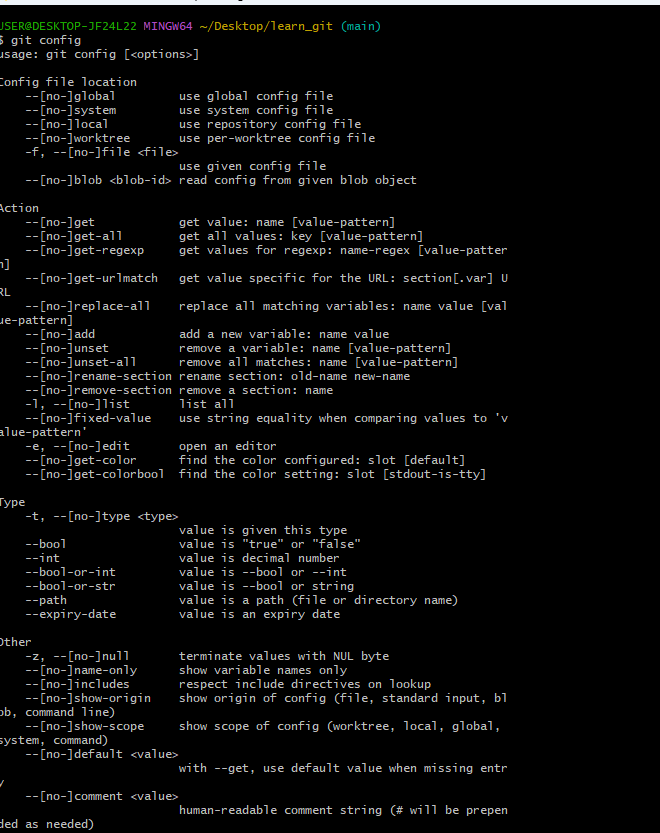 USER@DESKTOP-JF24L22 MINGW64 ~/Desktop/learn_git (main)
$ git config
usage: git config [<options>]

Config file location
    --[no-]global         use global config file
    --[no-]system         use system config file
    --[no-]local          use repository config file
    --[no-]worktree       use per-worktree config file
    -f, --[no-]file <file>
                          use given config file
    --[no-]blob <blob-id> read config from given blob object

Action
    --[no-]get            get value: name [value-pattern]
    --[no-]get-all        get all values: key [value-pattern]
    --[no-]get-regexp     get values for regexp: name-regex [value-patter
n]
    --[no-]get-urlmatch   get value specific for the URL: section[.var] U
RL
    --[no-]replace-all    replace all matching variables: name value [val
ue-pattern]
    --[no-]add            add a new variable: name value
    --[no-]unset          remove a variable: name [value-pattern]
    --[no-]unset-all      remove all matches: name [value-pattern]
    --[no-]rename-section rename section: old-name new-name
    --[no-]remove-section remove a section: name
    -l, --[no-]list       list all
    --[no-]fixed-value    use string equality when comparing values to 'v
alue-pattern'
    -e, --[no-]edit       open an editor
    --[no-]get-color      find the color configured: slot [default]
    --[no-]get-colorbool  find the color setting: slot [stdout-is-tty]

Type
    -t, --[no-]type <type>
                          value is given this type
    --bool                value is "true" or "false"
    --int                 value is decimal number
    --bool-or-int         value is --bool or --int
    --bool-or-str         value is --bool or string
    --path                value is a path (file or directory name)
    --expiry-date         value is an expiry date

Other
    -z, --[no-]null       terminate values with NUL byte
    --[no-]name-only      show variable names only
    --[no-]includes       respect include directives on lookup
    --[no-]show-origin    show origin of config (file, standard input, bl
ob, command line)
    --[no-]show-scope     show scope of config (worktree, local, global,
system, command)
    --[no-]default <value>
                          with --get, use default value when missing entr
y
    --[no-]comment <value>
                          human-readable comment string (# will be prepen
ded as needed)